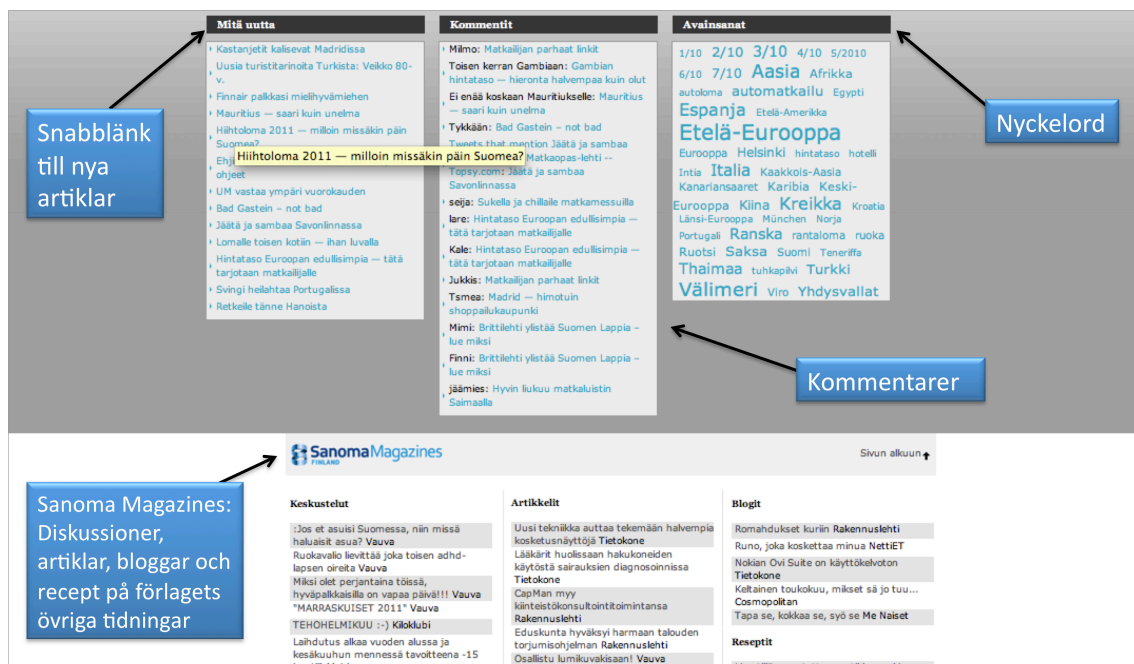 Mitä uutta
Kastanjetit kalisevat Madridissa
Uusia turistitarinoita Turkista: Veikko 80-
v.
Finnair palkkasi mielihyvämiehen
Mauritius — saari kuin unelma
Hiihtoloma 2011 — milloin missäkin päin
Suomea?
Hiihtoloma 2011 — milloin missäkin päin Suomea?
ohjeet
UM vastaa ympäri vuorokauden
Bad Gastein – not bad
Jäätä ja sambaa Savonlinnassa
Lomalle toisen kotiin — ihan luvalla
Hintataso Euroopan edullisimpia — tätä
tarjotaan matkailijalle
Svingi heilahtaa Portugalissa
Retkeile tänne Hanoista
Kommentit
Milmo: Matkailijan parhaat linkit
Toisen kerran Gambiaan: Gambian
hintataso — hieronta halvempaa kuin olut
Ei enää koskaan Mauritiukselle: Mauritius
— saari kuin unelma
Tykkään: Bad Gastein – not bad
Tweets that mention Jäätä ja sambaa
Matkaopas-lehti --
Topsy.com: Jäätä ja sambaa
Savonlinnassa
seija: Sukella ja chillaile matkamessuilla
lare: Hintataso Euroopan edullisimpia —
tätä tarjotaan matkailijalle
Kale: Hintataso Euroopan edullisimpia —
tätä tarjotaan matkailijalle
Jukkis: Matkailijan parhaat linkit
Tsmea: Madrid — himotuin
shoppailukaupunki
Mimi: Brittilehti ylistää Suomen Lappia –
lue miksi
Finni: Brittilehti ylistää Suomen Lappia –
lue miksi
jäämies: Hyvin liukuu matkaluistin
Saimaalla
Avainsanat
1/10 2/10 3/10 4/10 5/2010
6/10 7/10 Aasia Afrikka
autoloma automatkailu Egypti
Espanja Etelä-Amerikka
Etelä-Eurooppa
Eurooppa Helsinki hintataso hotelli
Intia Italia Kaakkois-Aasia
Kanariansaaret Karibia Keski-
Eurooppa Kiina Kreikka Kroatia
Länsi-Eurooppa München Norja
Portugali Ranska rantaloma ruoka
Ruotsi Saksa Suomi Teneriffa
Thaimaa tuhkapilvi Turkki
Välimeri Viro Yhdysvallat
Snabblänk
till nya
artiklar
Nyckelord
Kommentarer
SanomaMagazines
FINLAND
Sivun alkuun
Sanoma Magazines:
Diskussioner,
artiklar, bloggar och
recept på förlagets
övriga tidningar
Keskustelut
:Jos et asuisi Suomessa, niin missä
haluaisit asua? Vauva
Ruokavalio lievittää joka toisen adhd-
lapsen oireita Vauva
Miksi olet perjantaina töissä,
hyväpalkkaisilla on vapaa päivä!!! Vauva
"MARRASKUISET 2011" Vauva
TEHOHELMIKUU :-) Kiloklubi
Laihdutus alkaa vuoden alussa ja
kesäkuuhun mennessä tavoitteena -15
Artikkelit
Uusi tekniikka auttaa tekemään halvempia
kosketusnäyttöjä Tietokone
Lääkärit huolissaan hakukoneiden
käytöstä sairauksien diagnosoinnissa
Tietokone
CapMan myy
kiinteistökonsultointitoimintansa
Rakennuslehti
Eduskunta hyväksyi harmaan talouden
torjumisohjelman Rakennuslehti
Osallistu lumikuvakisaan! Vauva
Blogit
Romahdukset kuriin Rakennuslehti
Runo, joka koskettaa minua NettiET
Nokian Ovi Suite on käyttökelvoton
Tietokone
Keltainen toukokuu, mikset sä jo tuu...
Cosmopolitan
Tapa se, kokkaa se, syö se Me Naiset
Reseptit